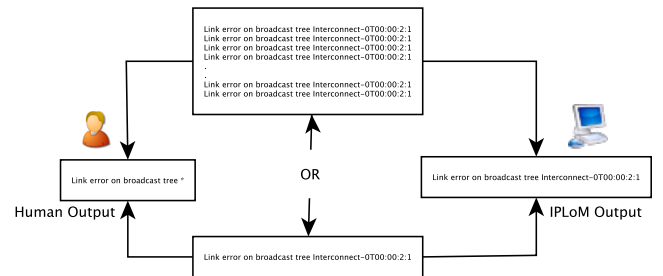 Link error on broadcast tree Interconnect-0T00:00:2:1
Link error on broadcast tree Interconnect-0T00:00:2:1
Link error on broadcast tree Interconnect-0T00:00:2:1
Link error on broadcast tree Interconnect-0T00:00:2:1
.
.
Link error on broadcast tree Interconnect-0T00:00:2:1
Link error on broadcast tree Interconnect-0T00:00:2:1
OR
Link error on broadcast tree *
Link error on broadcast tree Interconnect-0T00:00:2:1
Human Output
IPLoM Output
Link error on broadcast tree Interconnect-0T00:00:2:1